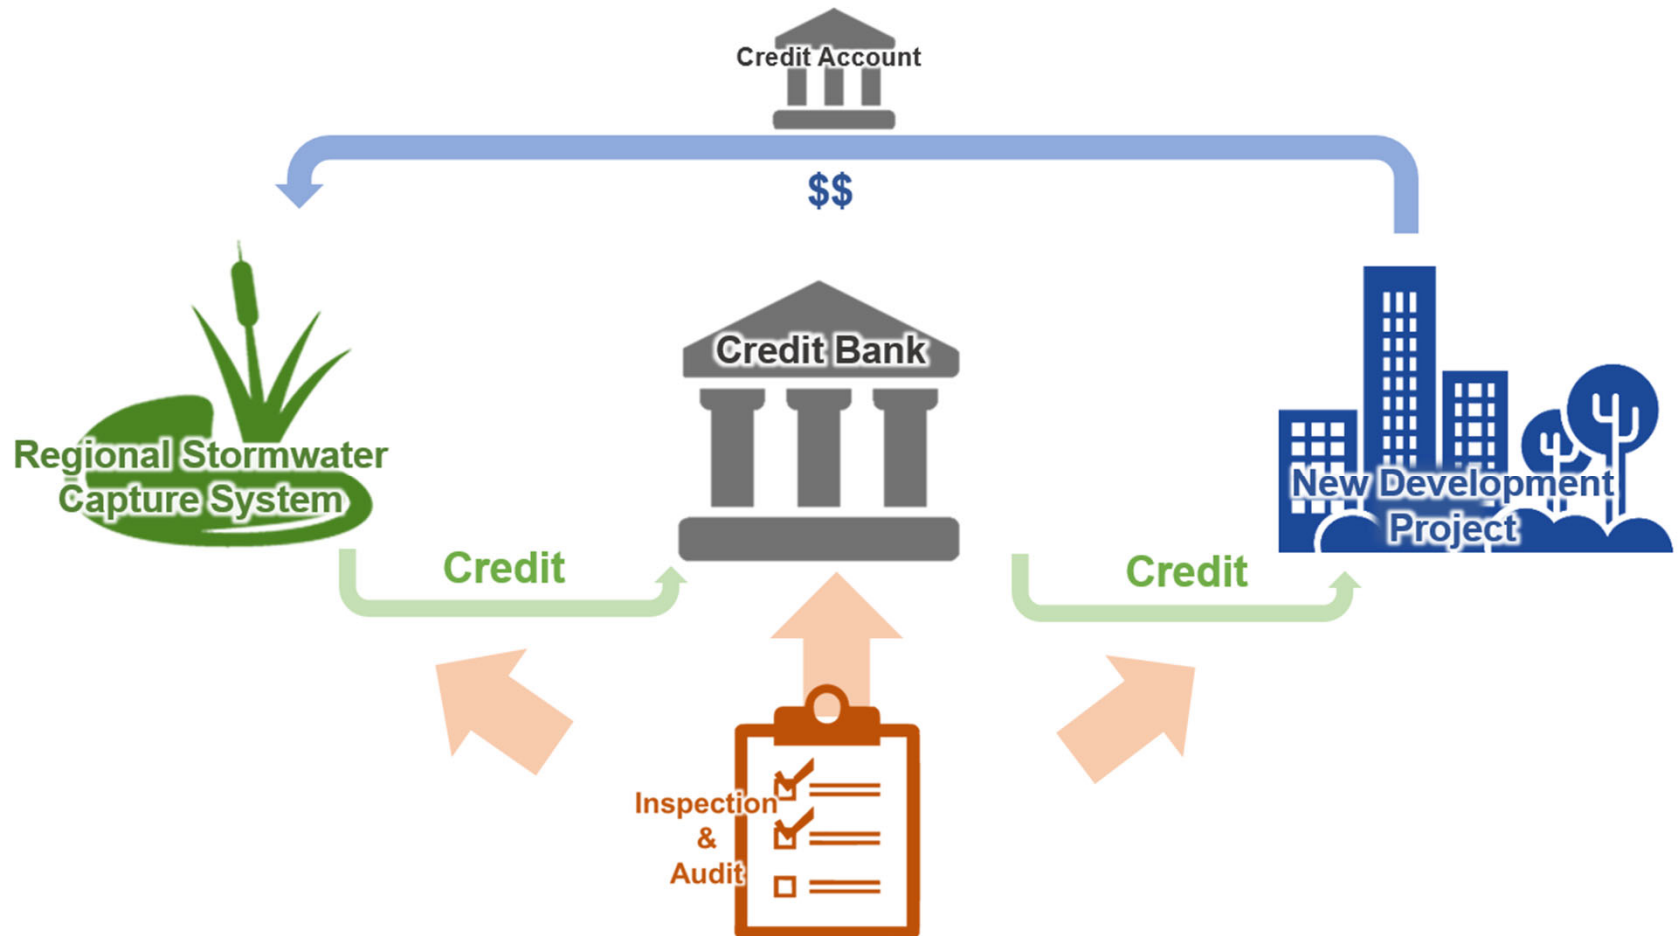 Credit Account
$$
Credit Bank
Regional Stormwater
Capture System
New Development
Project
Credit
Credit
Inspection
&
Audit